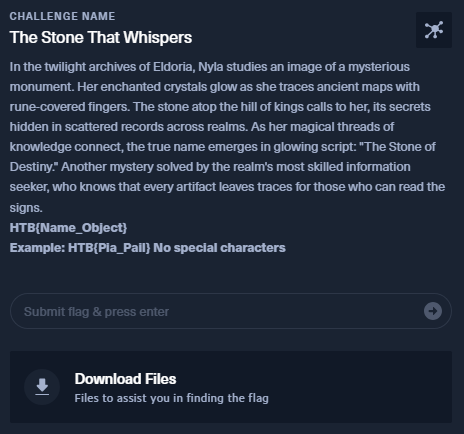 CHALLENGE NAME
The Stone That Whispers
In the twilight archives of Eldoria, Nyla studies an image of a mysterious
monument. Her enchanted crystals glow as she traces ancient maps with
rune-covered fingers. The stone atop the hill of kings calls to her, its secrets
hidden in scattered records across realms. As her magical threads of
knowledge connect, the true name emerges in glowing script: "The Stone of
Destiny." Another mystery solved by the realm's most skilled information
seeker, who knows that every artifact leaves traces for those who can read the
signs.
HTB{Name_Object}
Example: HTB{Pia_Pail} No special characters
Submit flag & press enter
Download Files
Files to assist you in finding the flag